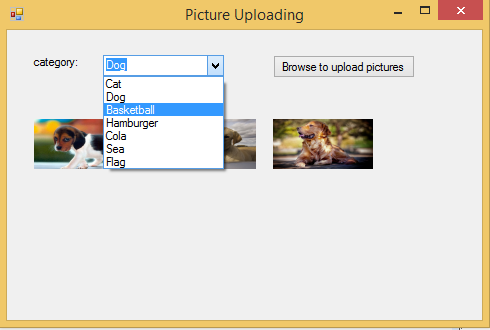 Picture Uploading
category:
Dog
Browse to upload pictures
Cat
Dog
Basketball
Hamburger
Cola
Sea
Flag